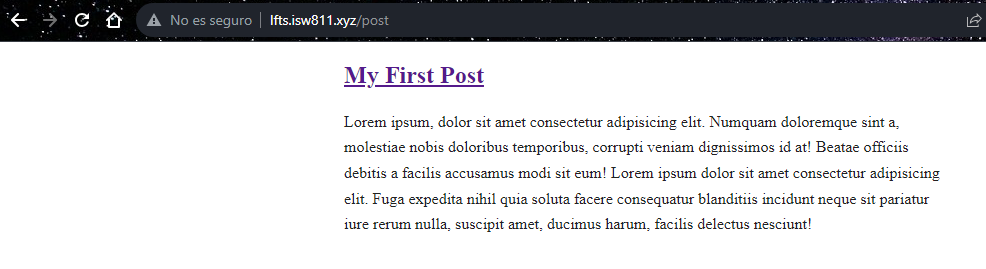 No es seguro lfts.isw811.xyz/post
My First Post
Lorem ipsum, dolor sit amet consectetur adipisicing elit. Numquam doloremque sint a,
molestiae nobis doloribus temporibus, corrupti veniam dignissimos id at! Beatae officiis
debitis a facilis accusamus modi sit eum! Lorem ipsum dolor sit amet consectetur adipisicing
elit. Fuga expedita nihil quia soluta facere consequatur blanditiis incidunt neque sit pariatur
iure rerum nulla, suscipit amet, ducimus harum, facilis delectus nesciunt!